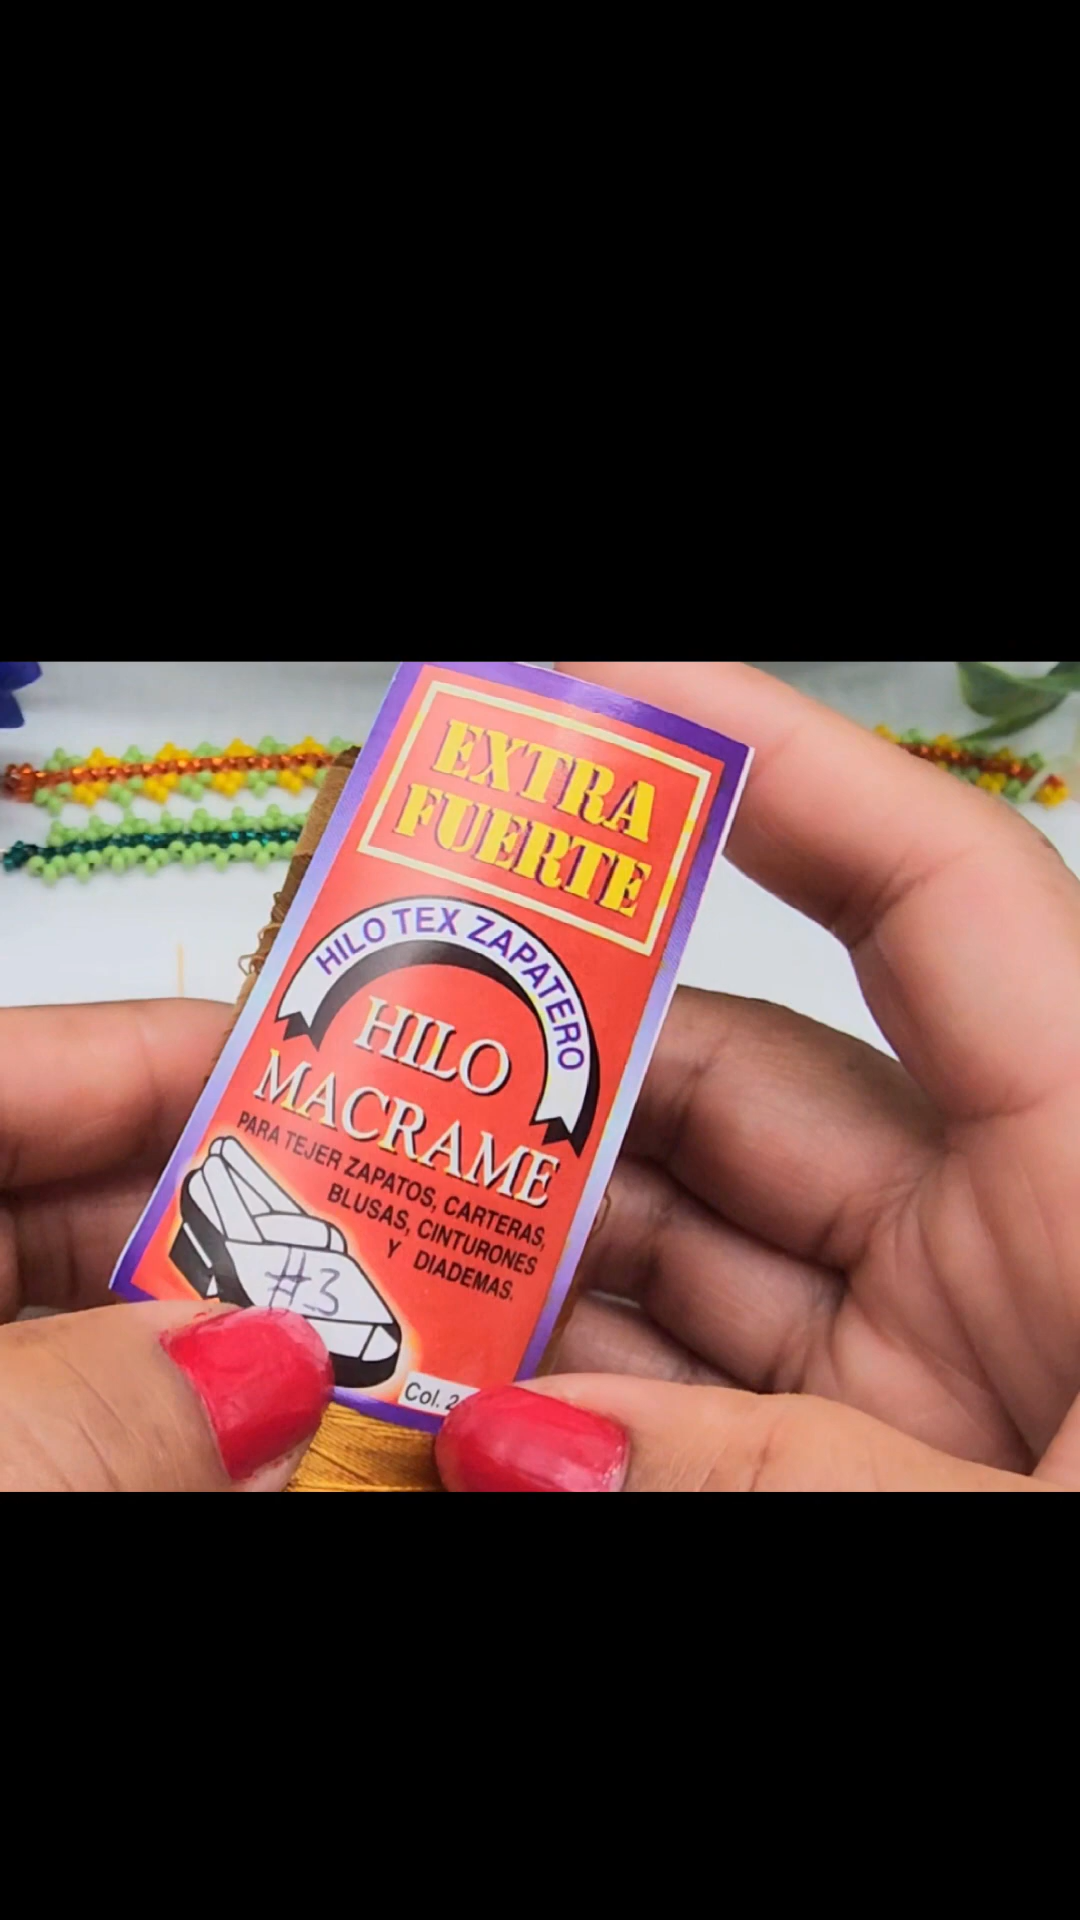 EXTRA
FUERTE
HILO TEX ZAPATERO
HILO
MACRAME
PARA TEJER ZAPATOS, CARTERAS,
BLUSAS, CINTURONES
Y DIADEMAS.
#3
Col.